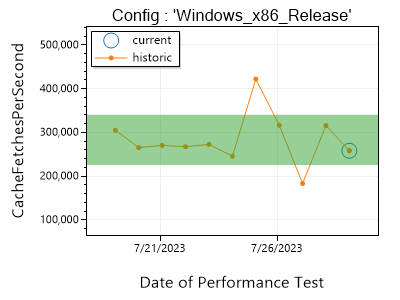 Config : 'Windows_x86_Release'
current
historic
500,000
400,000
300,000
200,000
100,000
CacheFetchesPerSecond
7/21/2023
7/26/2023
Date of Performance Test